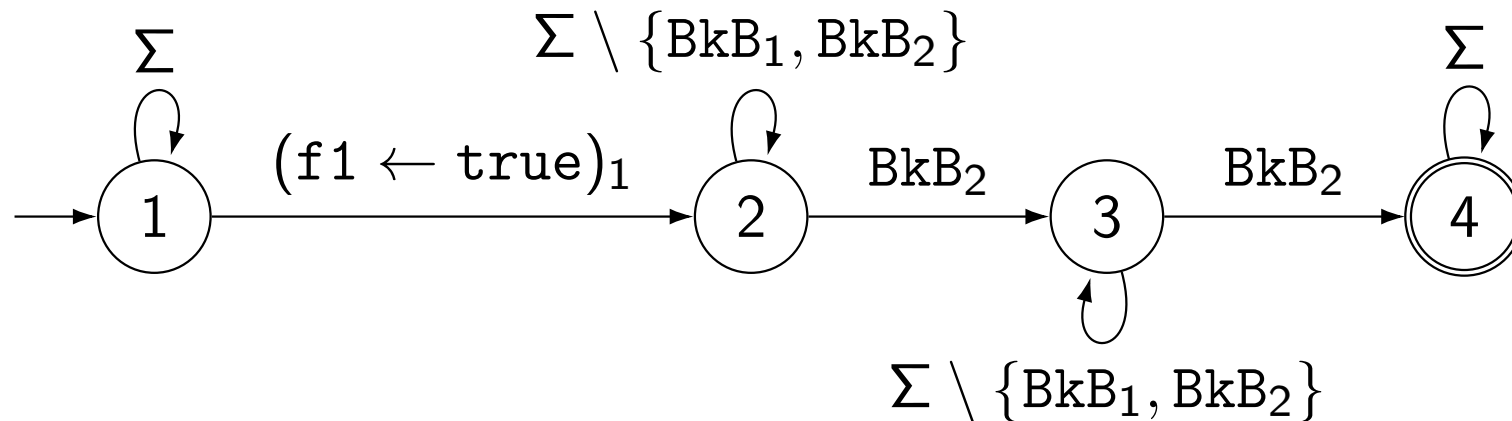 Σ
Σ \ {BkB₁, BkB₂}
Σ
(f1 ← true)₁
BkB₂
BkB₂
1
2
3
4
Σ \ {BkB₁, BkB₂}